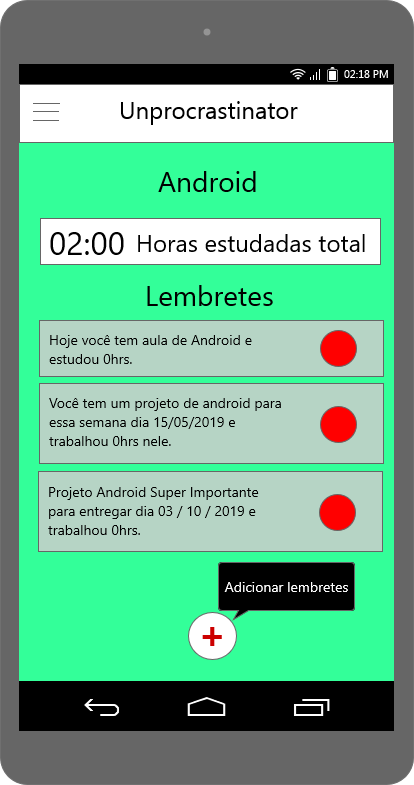 02:18 PM
Unprocrastinator
Android
02:00 Horas estudadas total
Lembretes
Hoje você tem aula de Android e
estudou 0hrs.
Você tem um projeto de android para
essa semana dia 15/05/2019 e
trabalhou 0hrs nele.
Projeto Android Super Importante
para entregar dia 03 / 10 / 2019 e
trabalhou 0hrs.
Adicionar lembretes
+